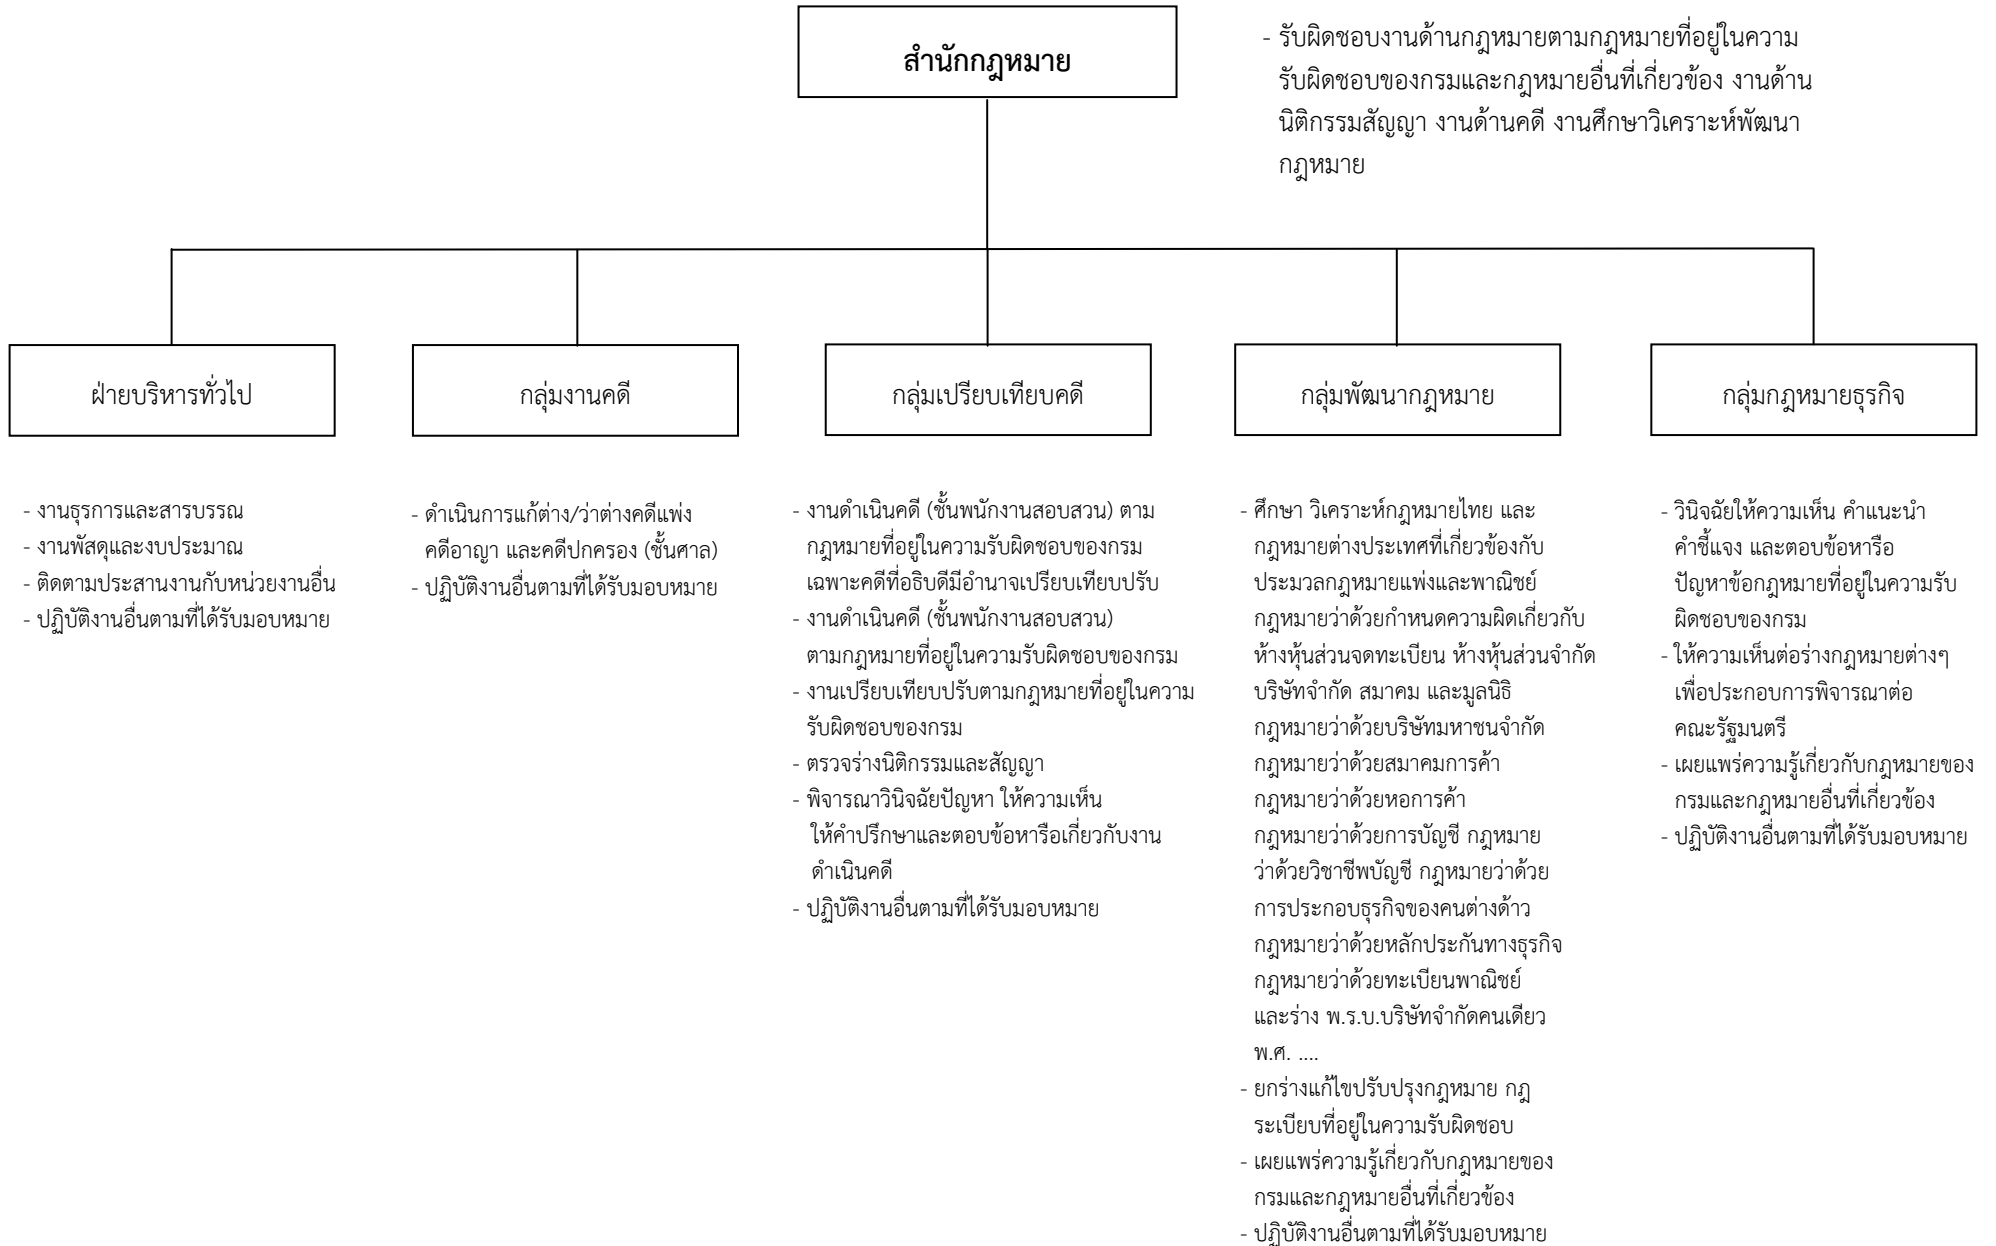 สำนักกฎหมาย
- รับผิดชอบงานด้านกฎหมายตามกฎหมายที่อยู่ในความ
รับผิดชอบของกรมและกฎหมายอื่นที่เกี่ยวข้อง งานด้าน
นิติกรรมสัญญา งานด้านคดี งานศึกษาวิเคราะห์พัฒนา
กฎหมาย
ฝ่ายบริหารทั่วไป
- งานธุรการและสารบรรณ
- งานพัสดุและงบประมาณ
- ติดตามประสานงานกับหน่วยงานอื่น
- ปฏิบัติงานอื่นตามที่ได้รับมอบหมาย
กลุ่มงานคดี
- ดำเนินการแก้ต่าง/ว่าต่างคดีแพ่ง
คดีอาญา และคดีปกครอง (ชั้นศาล)
- ปฏิบัติงานอื่นตามที่ได้รับมอบหมาย
กลุ่มเปรียบเทียบคดี
- งานดำเนินคดี (ชั้นพนักงานสอบสวน) ตาม
กฎหมายที่อยู่ในความรับผิดชอบของกรม
เฉพาะคดีที่อธิบดีมีอำนาจเปรียบเทียบปรับ
- งานดำเนินคดี (ชั้นพนักงานสอบสวน)
ตามกฎหมายที่อยู่ในความรับผิดชอบของกรม
- งานเปรียบเทียบปรับตามกฎหมายที่อยู่ในความ
รับผิดชอบของกรม
- ตรวจร่างนิติกรรมและสัญญา
- พิจารณาวินิจฉัยปัญหา ให้ความเห็น
ให้คำปรึกษาและตอบข้อหารือเกี่ยวกับงาน
ดำเนินคดี
- ปฏิบัติงานอื่นตามที่ได้รับมอบหมาย
กลุ่มพัฒนากฎหมาย
- ศึกษา วิเคราะห์กฎหมายไทย และ
กฎหมายต่างประเทศที่เกี่ยวข้องกับ
ประมวลกฎหมายแพ่งและพาณิชย์
กฎหมายว่าด้วยกำหนดความผิดเกี่ยวกับ
ห้างหุ้นส่วนจดทะเบียน ห้างหุ้นส่วนจำกัด
บริษัทจำกัด สมาคม และมูลนิธิ
กฎหมายว่าด้วยบริษัทมหาชนจำกัด
กฎหมายว่าด้วยสมาคมการค้า
กฎหมายว่าด้วยหอการค้า
กฎหมายว่าด้วยการบัญชี กฎหมาย
ว่าด้วยวิชาชีพบัญชี กฎหมายว่าด้วย
การประกอบธุรกิจของคนต่างด้าว
กฎหมายว่าด้วยหลักประกันทางธุรกิจ
กฎหมายว่าด้วยทะเบียนพาณิชย์
และร่าง พ.ร.บ.บริษัทจำกัดคนเดียว
พ.ศ. ....
- ยกร่างแก้ไขปรับปรุงกฎหมาย กฎ
ระเบียบที่อยู่ในความรับผิดชอบ
- เผยแพร่ความรู้เกี่ยวกับกฎหมายของ
กรมและกฎหมายอื่นที่เกี่ยวข้อง
- ปฏิบัติงานอื่นตามที่ได้รับมอบหมาย
กลุ่มกฎหมายธุรกิจ
- วินิจฉัยให้ความเห็น คำแนะนำ
คำชี้แจง และตอบข้อหารือ
ปัญหาข้อกฎหมายที่อยู่ในความรับ
ผิดชอบของกรม
- ให้ความเห็นต่อร่างกฎหมายต่างๆ
เพื่อประกอบการพิจารณาต่อ
คณะรัฐมนตรี
- เผยแพร่ความรู้เกี่ยวกับกฎหมายของ
กรมและกฎหมายอื่นที่เกี่ยวข้อง
- ปฏิบัติงานอื่นตามที่ได้รับมอบหมาย